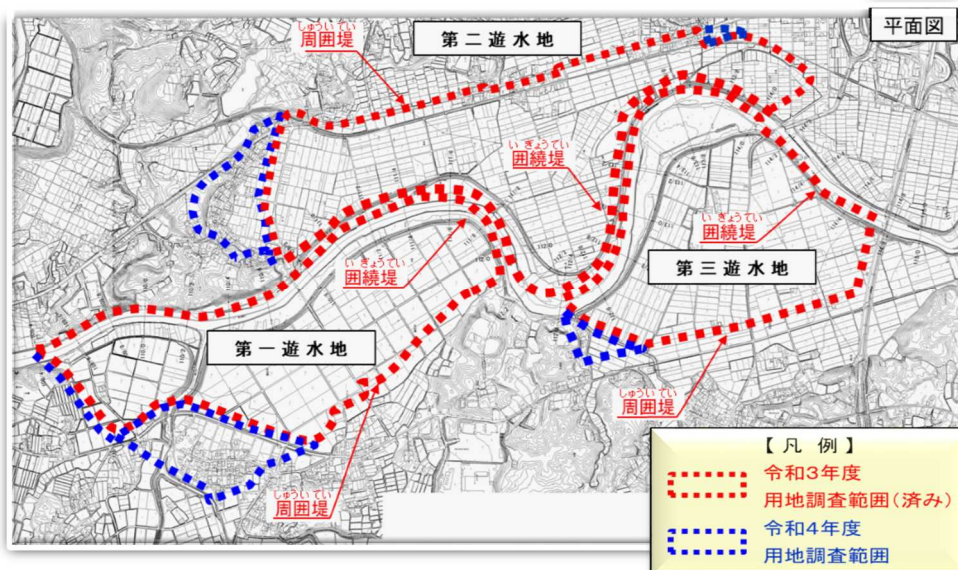 平面図
しゅういてい
周囲堤
第二遊水地
いぎょうてい
囲繞堤
いぎょうてい
囲繞堤
いぎょうてい
囲繞堤
第三遊水地
第一遊水地
しゅういてい
周囲堤
しゅういてい
周囲堤
【凡例】
令和3年度
用地調査範囲(済み)
令和4年度
用地調査範囲